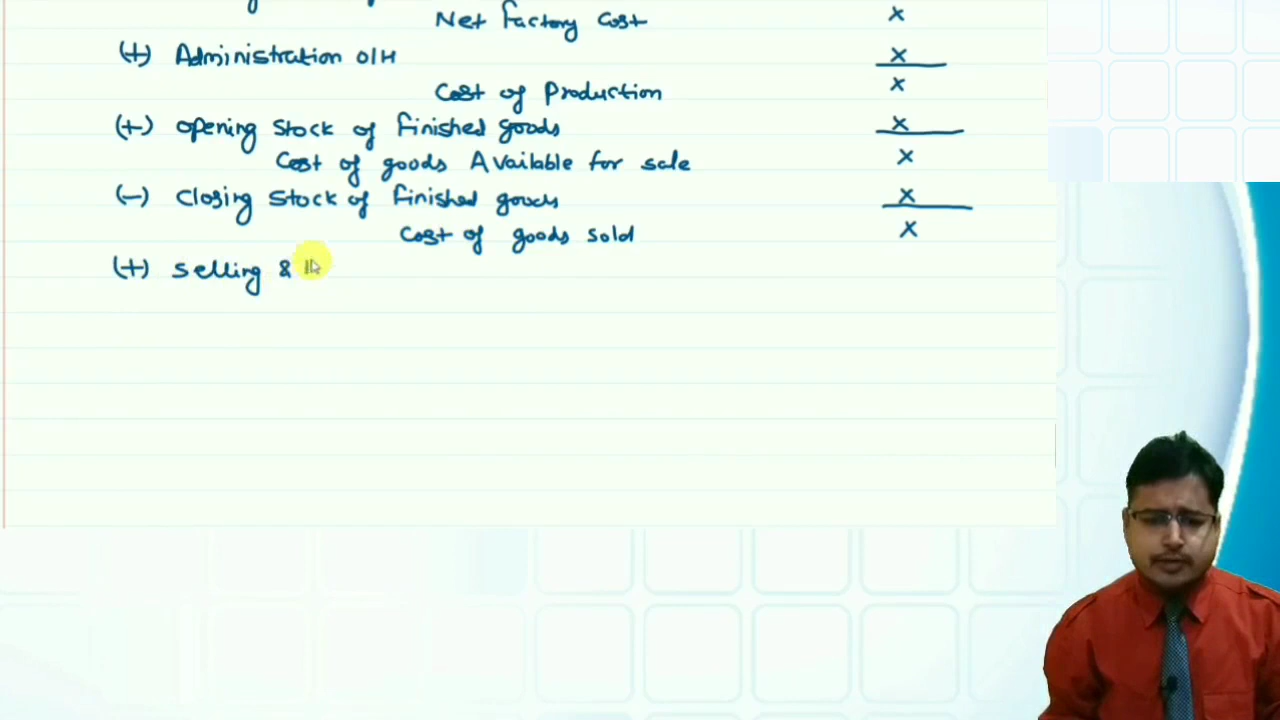 Net Factory Cost X
(+) Administration O/H X
Cost of Production X
(+) Opening Stock of Finished goods X
Cost of goods Available for sale X
(-) Closing Stock of Finished goods X
Cost of goods sold X
(+) Selling &